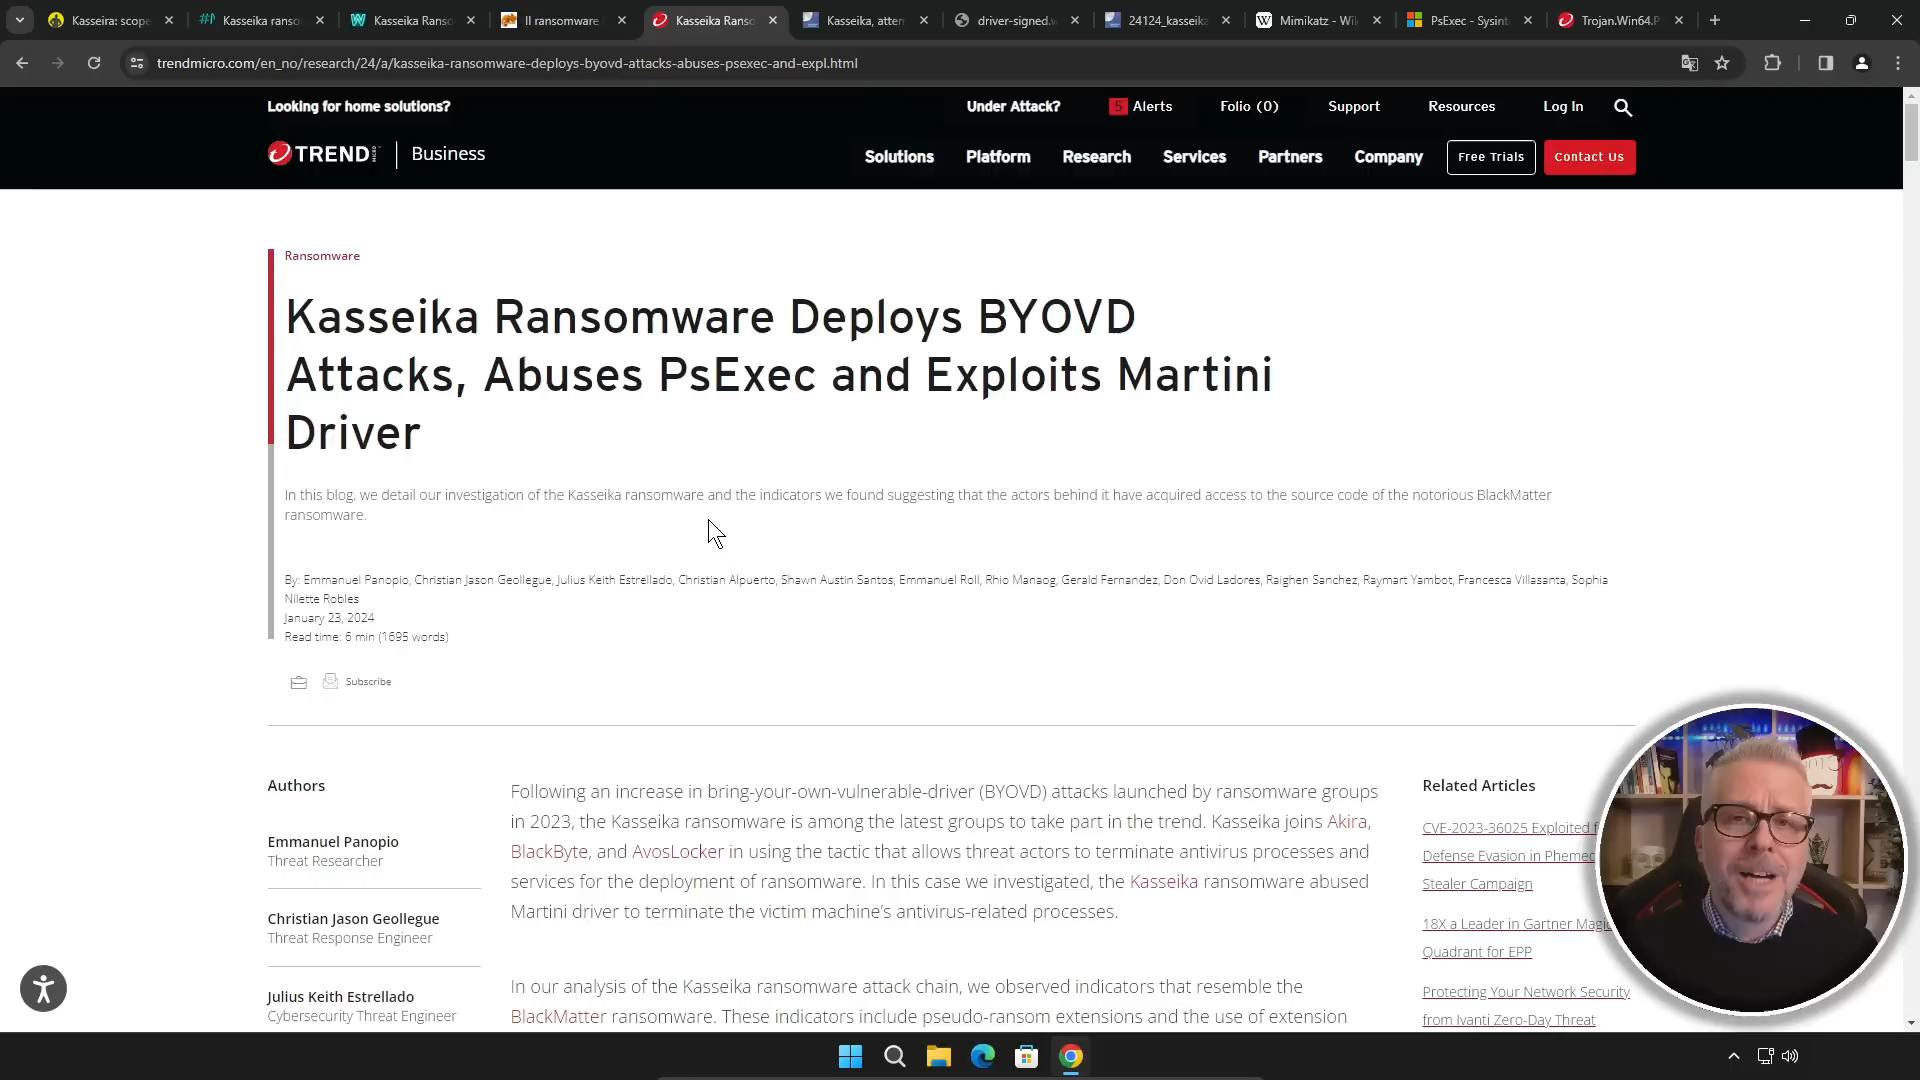 Kasseira: scope
Kasseika ranso
Kasseika Ranso
Il ransomware
Kasseika Ranso
Kasseika, atten
driver-signed.w
24124_kasseika
Mimikatz - Wik
PsExec - Sysint
Trojan.Win64.P
trendmicro.com/en_no/research/24/a/kasseika-ransomware-deploys-byovd-attacks-abuses-psexec-and-expl.html
Looking for home solutions?
Under Attack?
5 Alerts
Folio (0)
Support
Resources
Log In
TREND
Business
Solutions
Platform
Research
Services
Partners
Company
Free Trials
Contact Us
Ransomware
Kasseika Ransomware Deploys BYOVD
Attacks, Abuses PsExec and Exploits Martini
Driver
In this blog, we detail our investigation of the Kasseika ransomware and the indicators we found suggesting that the actors behind it have acquired access to the source code of the notorious BlackMatter
ransomware.
By: Emmanuel Panopio, Christian Jason Geollegue, Julius Keith Estrellado, Christian Alpuerto, Shawn Austin Santos, Emmanuel Roll, Rhio Manaog, Gerald Fernandez, Don Ovid Ladores, Raighen Sanchez, Raymart Yambot, Francesca Villasanta, Sophia
Nilette Robles
January 23, 2024
Read time: 6 min (1695 words)
Subscribe
Authors
Emmanuel Panopio
Threat Researcher
Christian Jason Geollegue
Threat Response Engineer
Julius Keith Estrellado
Cybersecurity Threat Engineer
Following an increase in bring-your-own-vulnerable-driver (BYOVD) attacks launched by ransomware groups
in 2023, the Kasseika ransomware is among the latest groups to take part in the trend. Kasseika joins Akira,
BlackByte, and AvosLocker in using the tactic that allows threat actors to terminate antivirus processes and
services for the deployment of ransomware. In this case we investigated, the Kasseika ransomware abused
Martini driver to terminate the victim machine’s antivirus-related processes.
In our analysis of the Kasseika ransomware attack chain, we observed indicators that resemble the
BlackMatter ransomware. These indicators include pseudo-ransom extensions and the use of extension
Related Articles
CVE-2023-36025 Exploited f
Defense Evasion in Phemed
Stealer Campaign
18X a Leader in Gartner Magic
Quadrant for EPP
Protecting Your Network Security
from Ivanti Zero-Day Threat